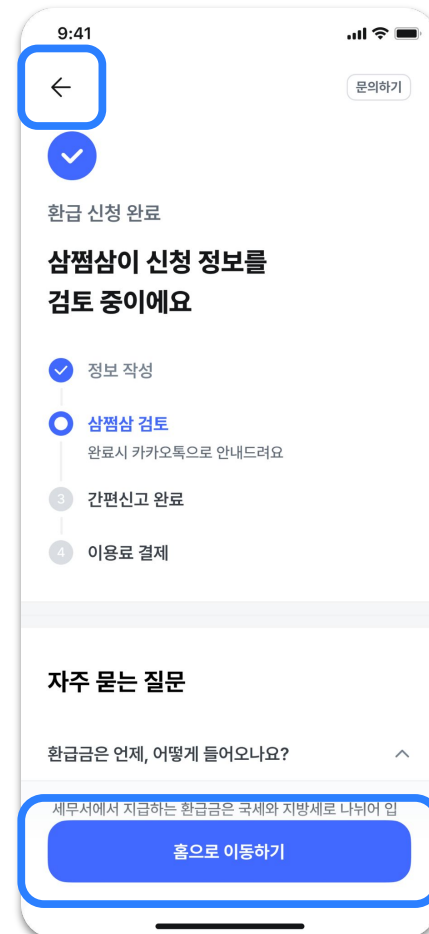 9:41
문의하기
환급 신청 완료
삼쩜삼이 신청 정보를
검토 중이에요
정보 작성
삼쩜삼 검토
완료시 카카오톡으로 안내드려요
3 간편신고 완료
4 이용료 결제
자주 묻는 질문
환급금은 언제, 어떻게 들어오나요?
세무서에서 지급하는 환급금은 국세와 지방세로 나뉘어 입
홈으로 이동하기